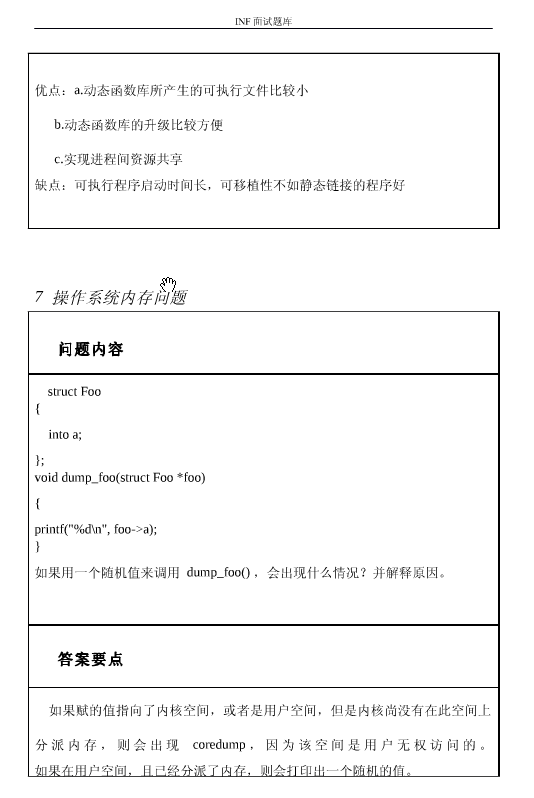 INF 面试题库
优点：a.动态函数库所产生的可执行文件比较小
b.动态函数库的升级比较方便
c.实现进程间资源共享
缺点：可执行程序启动时间长，可移植性不如静态链接的程序好
7 操作系统内存问题
问题内容
struct Foo
{
into a;
};
void dump_foo(struct Foo *foo)
{
printf("%d\n", foo->a);
}
如果用一个随机值来调用 dump_foo()，会出现什么情况？并解释原因。
答案要点
如果赋的值指向了内核空间，或者是用户空间，但是内核尚没有在此空间上
分派内存，则会出现 coredump，因为该空间是用户无权访问的。
如果在用户空间，且已经分派了内存，则会打印出一个随机的值。